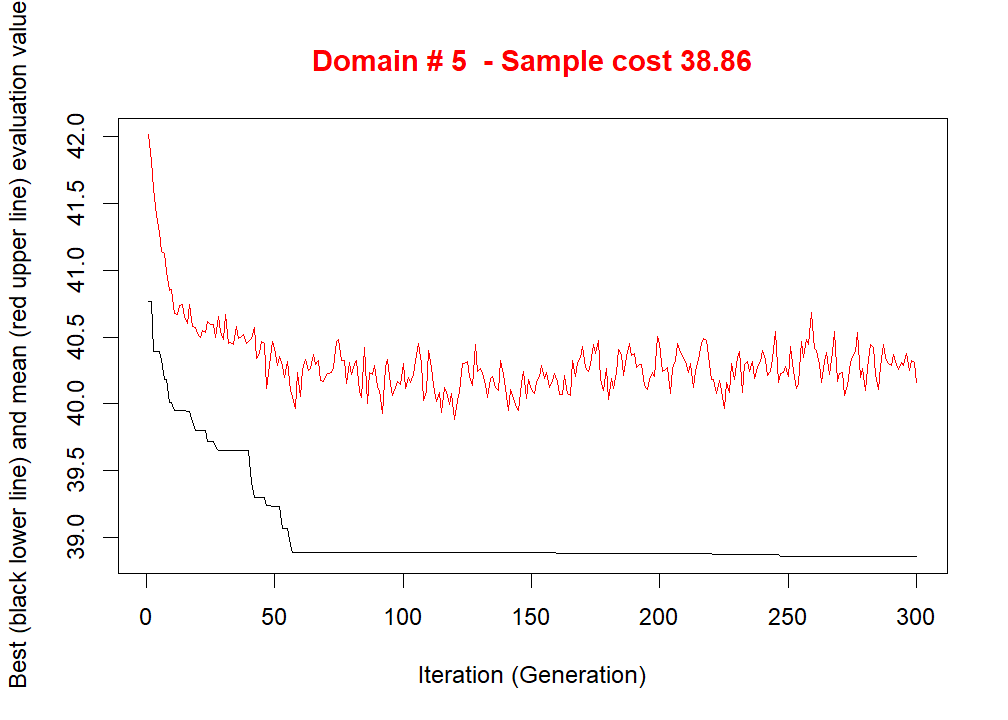 Domain # 5  - Sample cost 38.86
Best (black lower line) and mean (red upper line) evaluation value
42.0
41.5
41.0
40.5
40.0
39.5
39.0
0 50 100 150 200 250 300
Iteration (Generation)